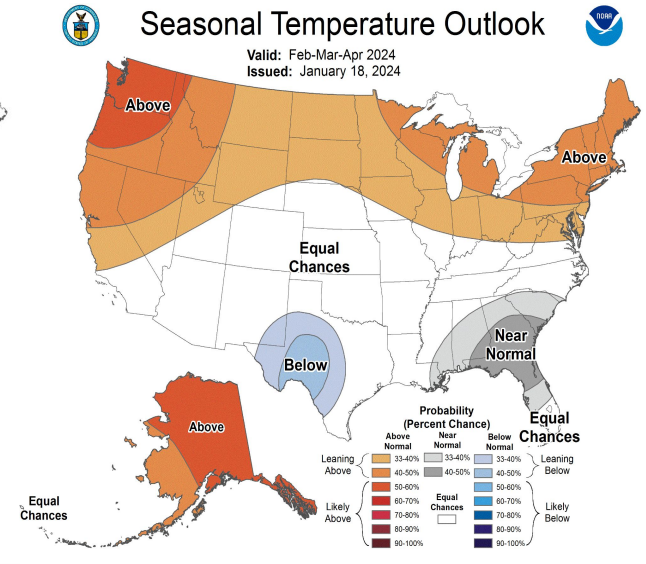 Seasonal Temperature Outlook
NOAA
Valid: Feb-Mar-Apr 2024
Issued: January 18, 2024
Above
Above
Equal
Chances
Near
Normal
Below
Above
Equal
Chances
Equal
Chances
Probability
(Percent Chance)
Above
Normal
Near
Normal
Below
Normal
Leaning
Above
33-40%
40-50%
33-40%
40-50%
33-40%
40-50%
Leaning
Below
Likely
Above
50-60%
60-70%
70-80%
80-90%
90-100%
Equal
Chances
50-60%
60-70%
70-80%
80-90%
90-100%
Likely
Below